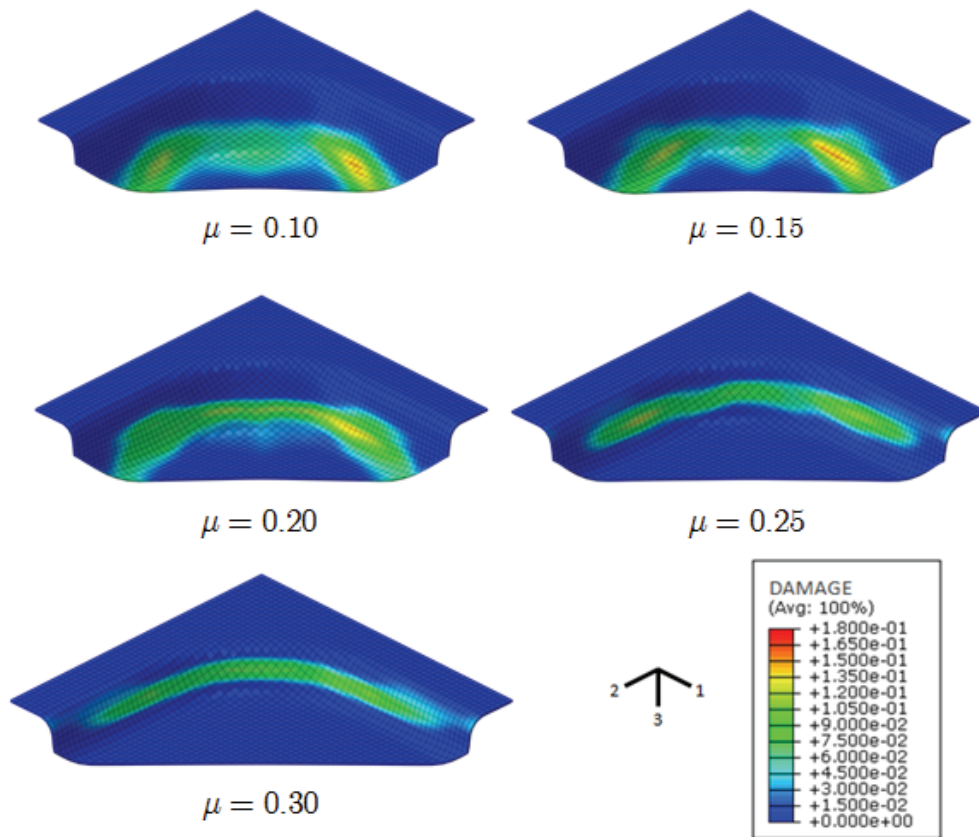 μ = 0.10
μ = 0.15
μ = 0.20
μ = 0.25
μ = 0.30
2
1
3
DAMAGE
(Avg: 100%)
+1.800e-01
+1.650e-01
+1.500e-01
+1.350e-01
+1.200e-01
+1.050e-01
+9.000e-02
+7.500e-02
+6.000e-02
+4.500e-02
+3.000e-02
+1.500e-02
+0.000e+00